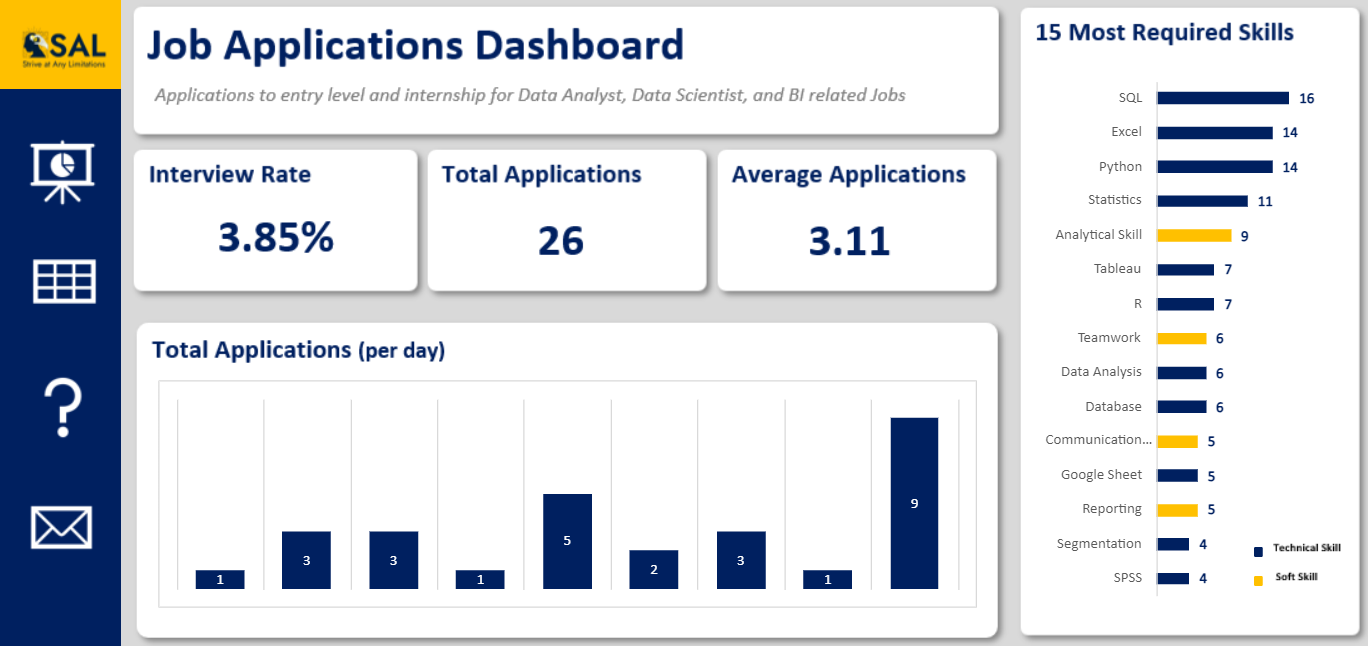 SAL
Strive at Any Limitations
Job Applications Dashboard
Applications to entry level and internship for Data Analyst, Data Scientist, and BI related Jobs
Interview Rate
3.85%
Total Applications
26
Average Applications
3.11
Total Applications (per day)
1
3
3
1
5
2
3
1
9
15 Most Required Skills
SQL 16
Excel 14
Python 14
Statistics 11
Analytical Skill 9
Tableau 7
R 7
Teamwork 6
Data Analysis 6
Database 6
Communication... 5
Google Sheet 5
Reporting 5
Segmentation 4
SPSS 4
Technical Skill
Soft Skill